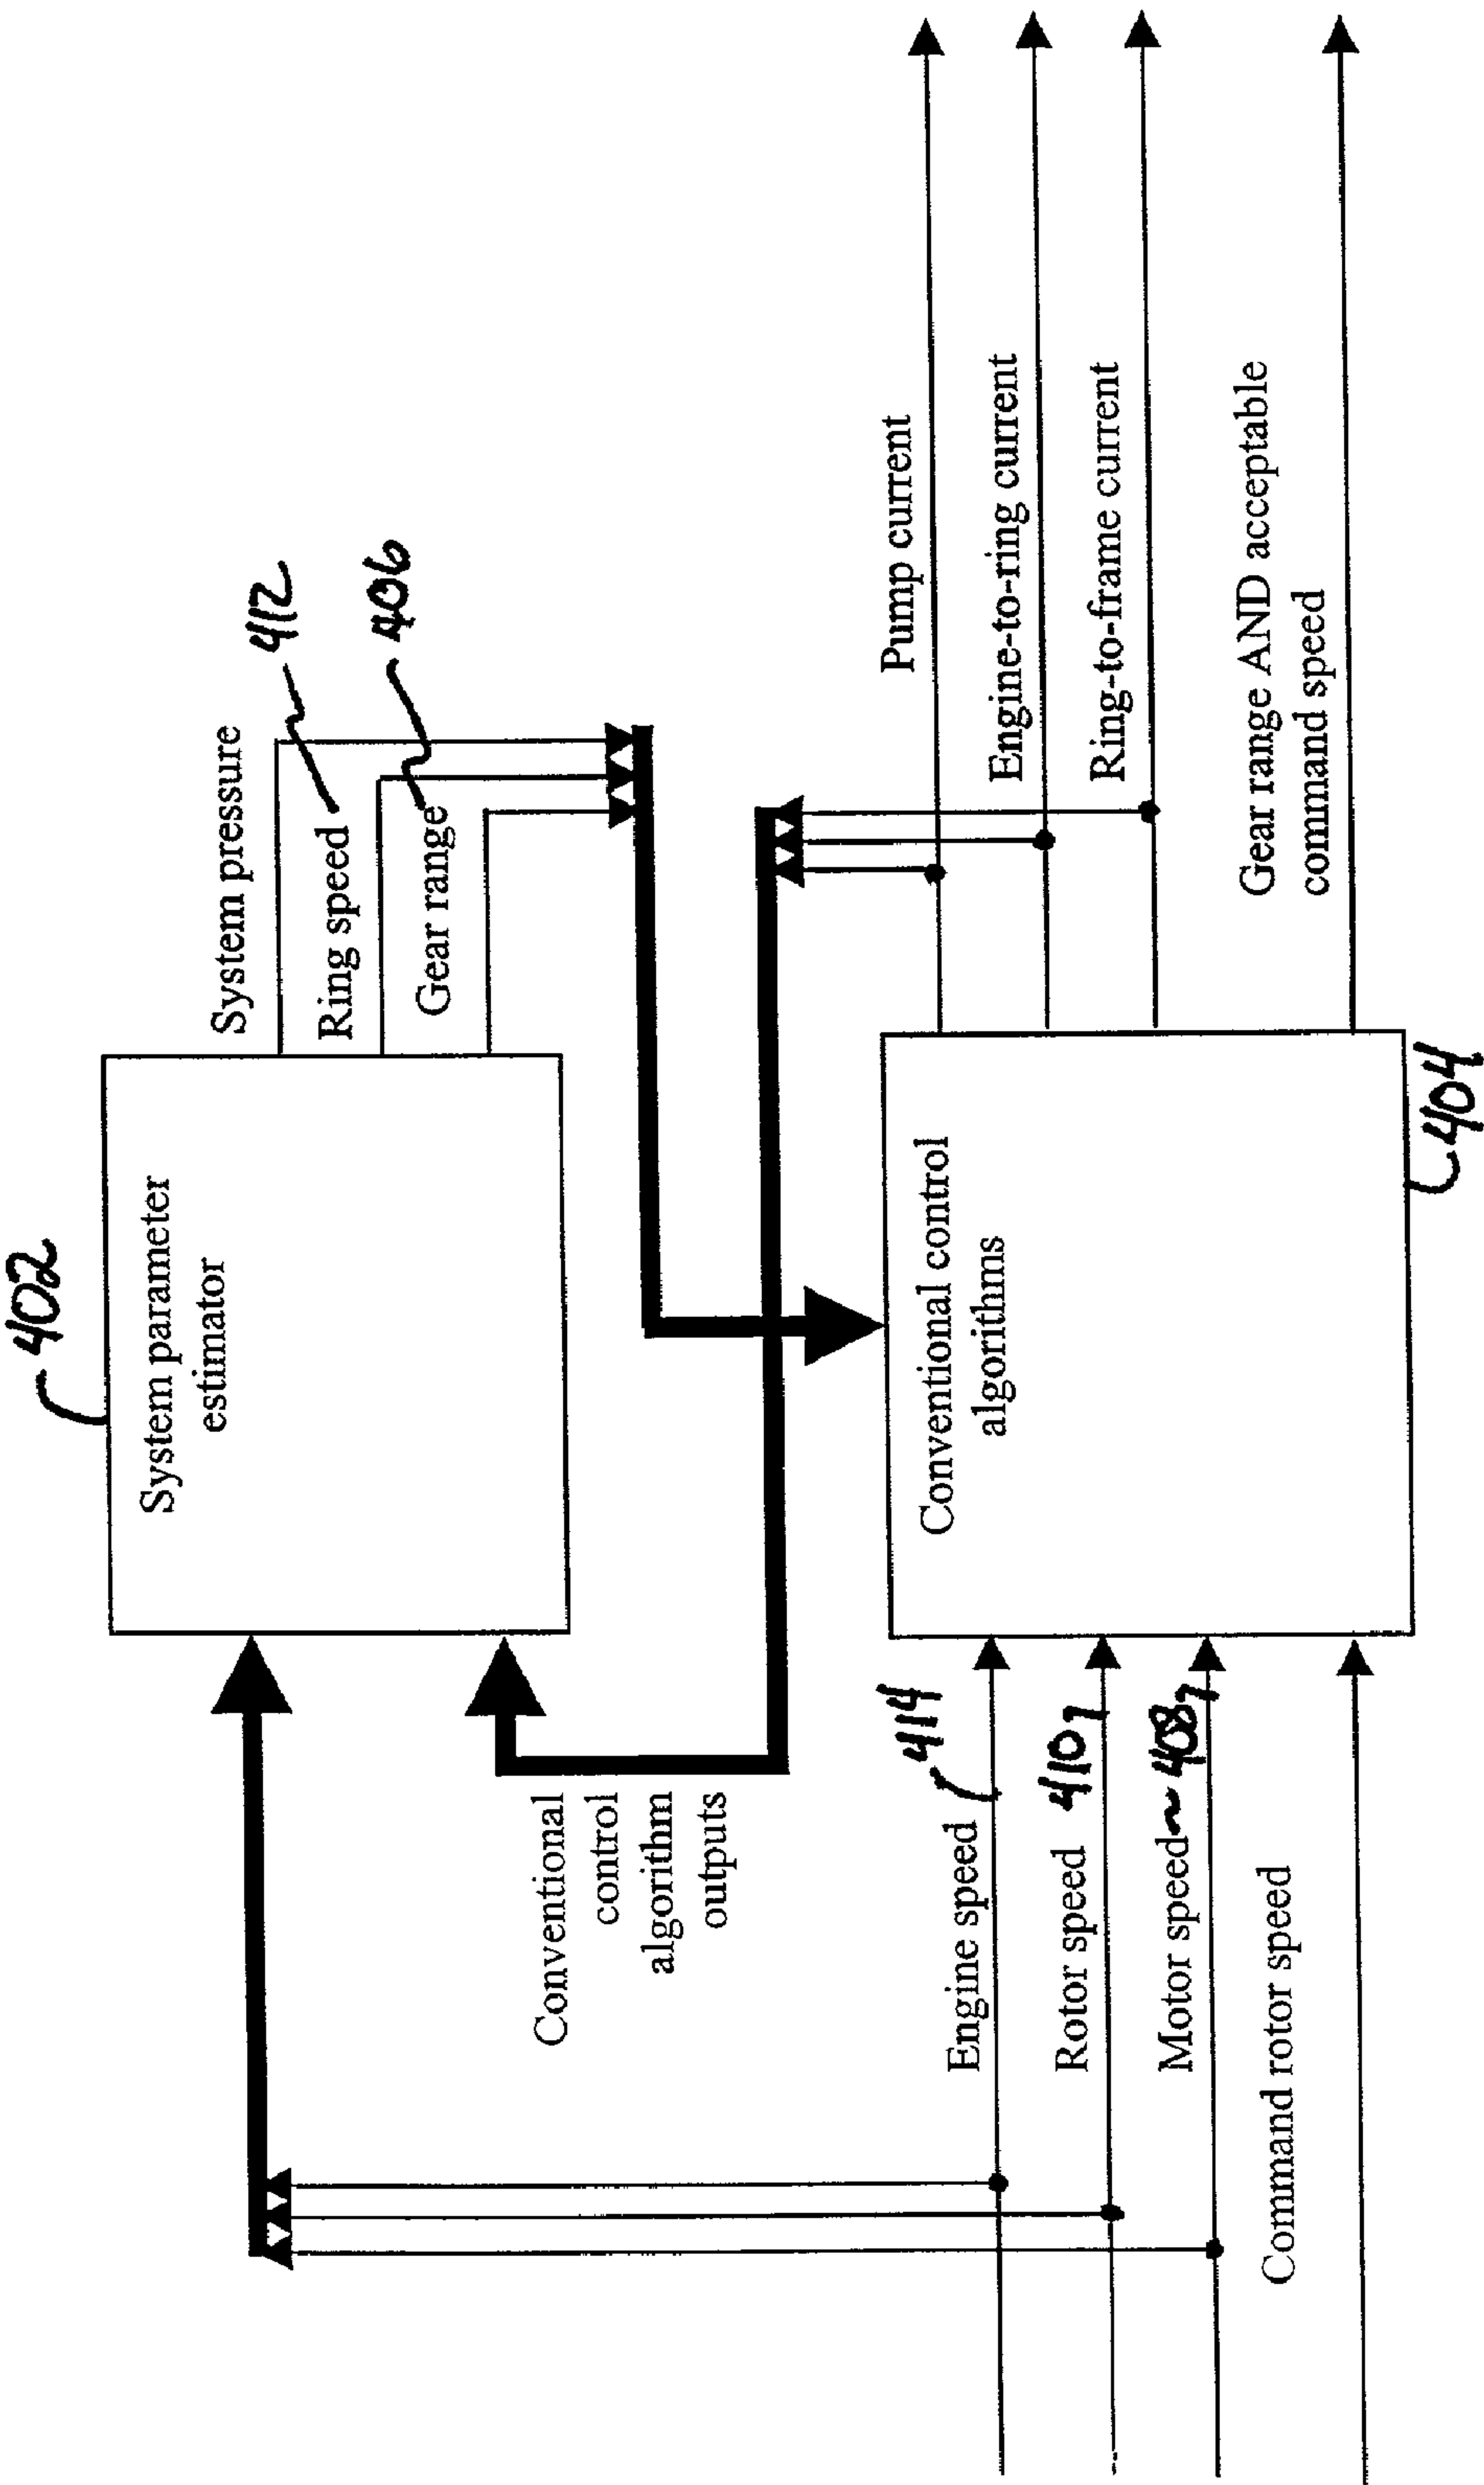 402
System parameter
estimator
System pressure
412
Ring speed
406
Gear range
Conventional
control
algorithm
outputs
414
Engine speed
410
Rotor speed
408
Motor speed
Command rotor speed
Conventional control
algorithms
404
Pump current
Engine-to-ring current
Ring-to-frame current
Gear range AND acceptable
command speed